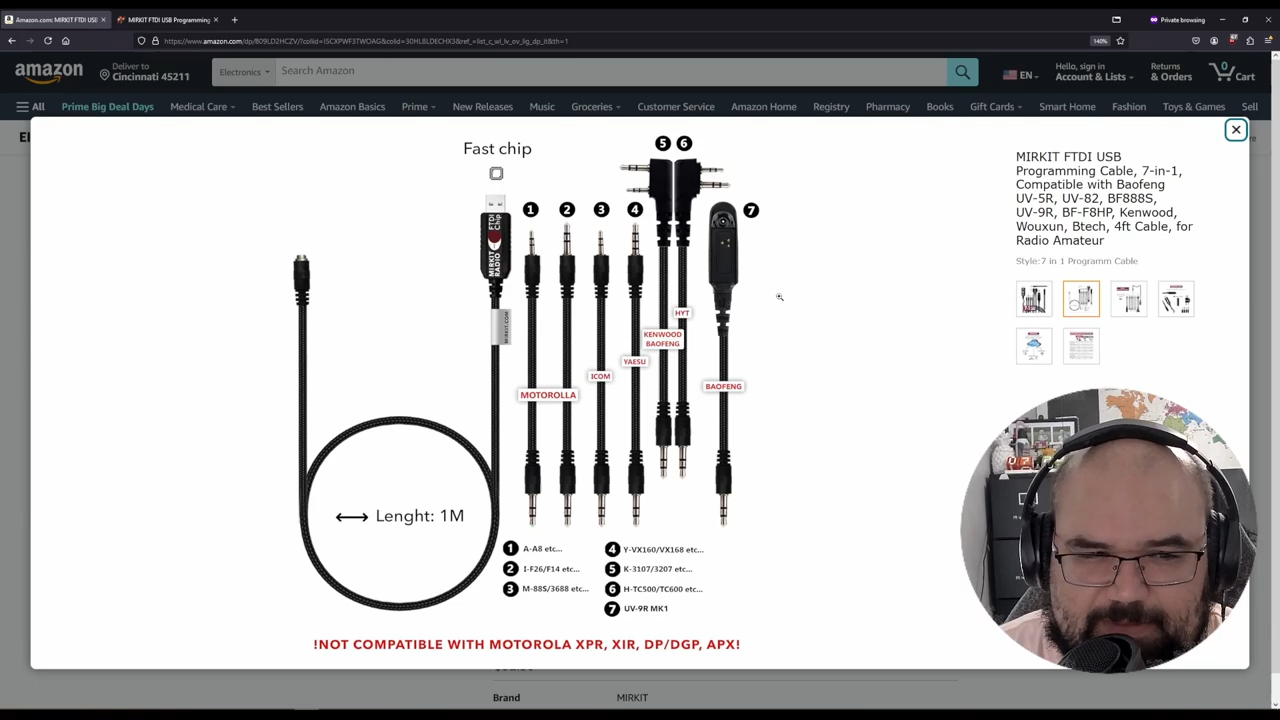 Amazon.com: MIRKIT FTDI USB
MIRKIT FTDI USB Programming
Private browsing
140%
amazon
Deliver to
Cincinnati 45211
Electronics
Search Amazon
EN
Hello, sign in
Account & Lists
Returns
& Orders
0
Cart
All
Prime Big Deal Days
Medical Care
Best Sellers
Amazon Basics
Prime
New Releases
Music
Groceries
Customer Service
Amazon Home
Registry
Pharmacy
Books
Gift Cards
Smart Home
Fashion
Toys & Games
Sell
Fast chip
5 6
1 2 3 4 7
MIRKIT RADIO
FTDI Chip
MIRKIT.COM
HYT
KENWOOD
BAOFENG
YAESU
ICOM
BAOFENG
MOTOROLLA
Lenght: 1M
1 A-A8 etc...
2 I-F26/F14 etc...
3 M-88S/3688 etc...
4 Y-VX160/VX168 etc...
5 K-3107/3207 etc...
6 H-TC500/TC600 etc...
7 UV-9R MK1
!NOT COMPATIBLE WITH MOTOROLA XPR, XIR, DP/DGP, APX!
MIRKIT FTDI USB
Programming Cable, 7-in-1,
Compatible with Baofeng
UV-5R, UV-82, BF888S,
UV-9R, BF-F8HP, Kenwood,
Wouxun, Btech, 4ft Cable, for
Radio Amateur
Style:7 in 1 Programm Cable
Brand
MIRKIT